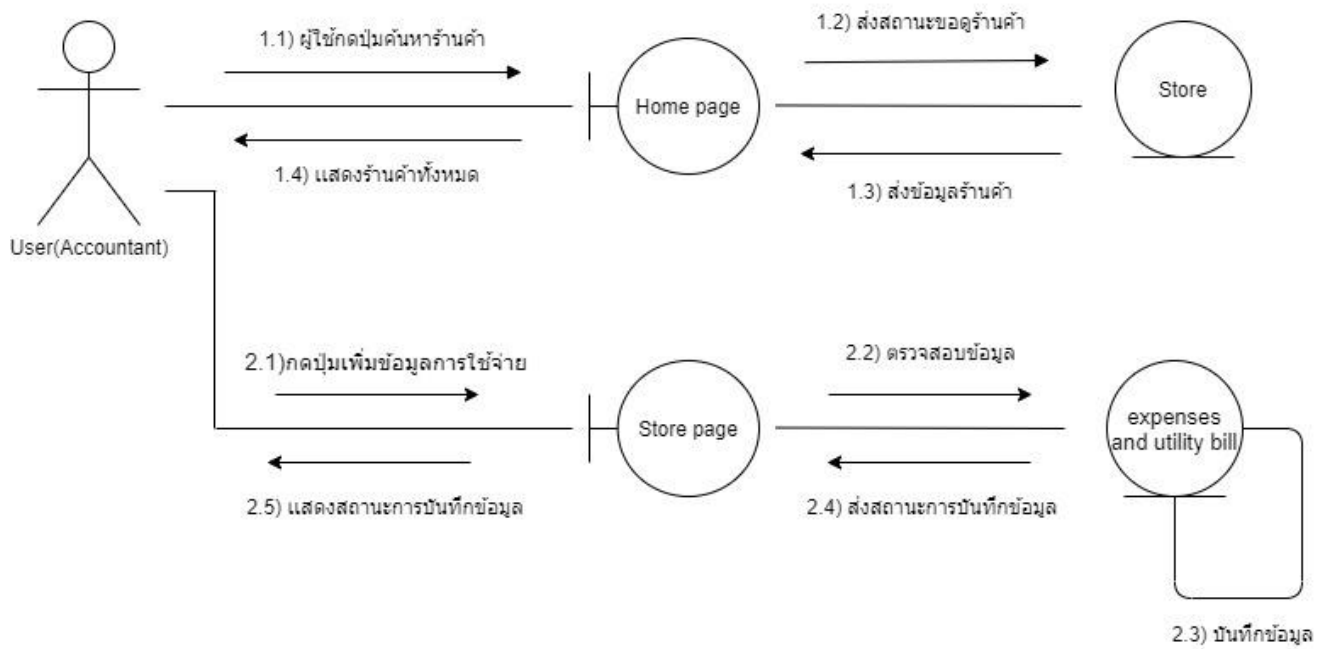 1.1) ผู้ใช้กดปุ่มค้นหาร้านค้า
1.2) ส่งสถานะขอดูร้านค้า
Home page
Store
1.4) แสดงร้านค้าทั้งหมด
1.3) ส่งข้อมูลร้านค้า
User(Accountant)
2.1)กดปุ่มเพิ่มข้อมูลการใช้จ่าย
2.2) ตรวจสอบข้อมูล
Store page
expenses
and utility bill
2.5) แสดงสถานะการบันทึกข้อมูล
2.4) ส่งสถานะการบันทึกข้อมูล
2.3) บันทึกข้อมูล